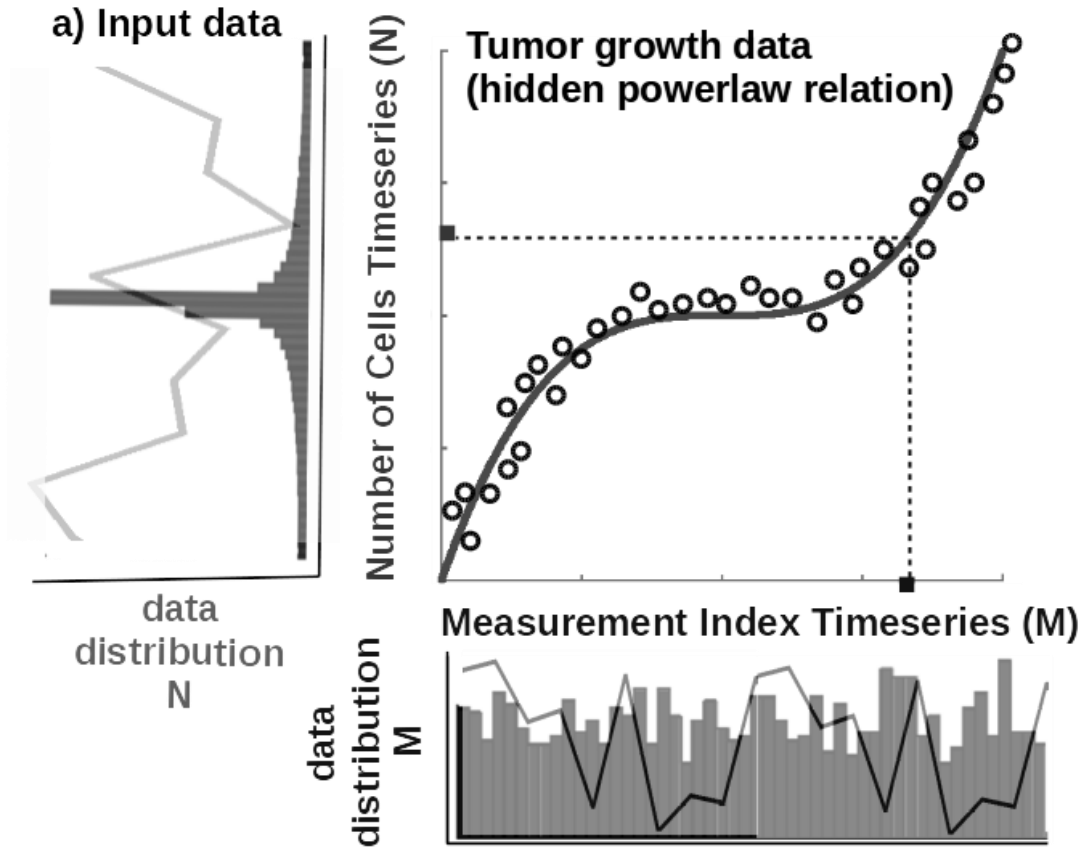 a) Input data
Tumor growth data
(hidden powerlaw relation)
Number of Cells Timeseries (N)
data
distribution
N
Measurement Index Timeseries (M)
data
distribution
M